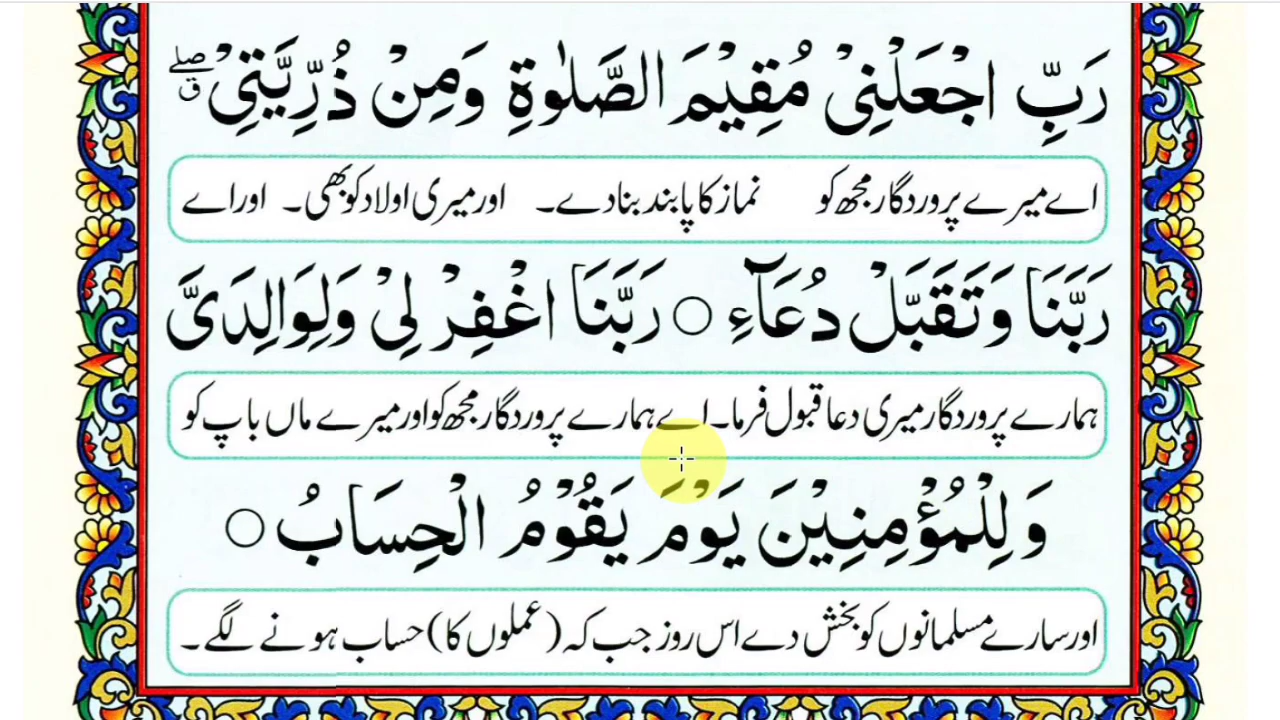 رَبِّ اجْعَلْنِيْ مُقِيْمَ الصَّلٰوةِ وَمِنْ ذُرِّيَّتِيْ ۖق
اے میرے پروردگار مجھ کو نماز کا پابند بنا دے۔ اور میری اولاد کو بھی۔ اور اے
رَبَّنَا وَتَقَبَّلْ دُعَآءِ ○ رَبَّنَا اغْفِرْ لِيْ وَلِوَالِدَيَّ
ہمارے پروردگار میری دعا قبول فرما۔ اے ہمارے پروردگار مجھ کو اور میرے ماں باپ کو
وَلِلْمُؤْمِنِيْنَ يَوْمَ يَقُوْمُ الْحِسَابُ ○
اور سارے مسلمانوں کو بخش دے اس روز جب کہ (عملوں کا) حساب ہونے لگے۔